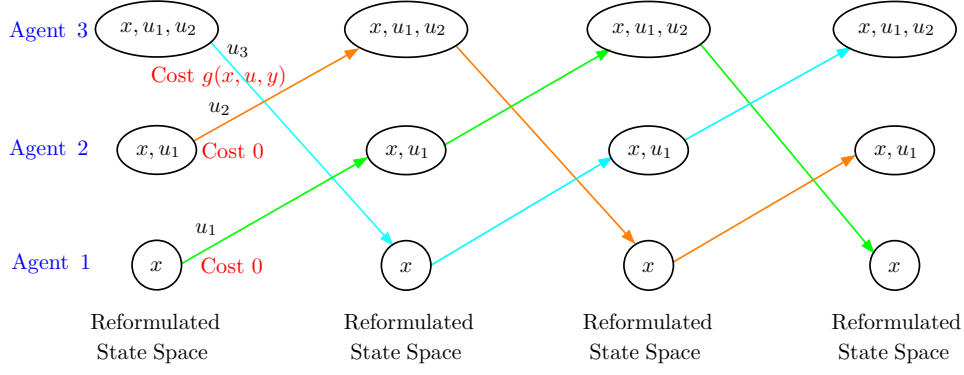 Agent 3 x, u₁, u₂ x, u₁, u₂ x, u₁, u₂ x, u₁, u₂
u₃
Cost g(x, u, y)
u₂
Agent 2 x, u₁ Cost 0 x, u₁ x, u₁ x, u₁
u₁
Agent 1 x Cost 0 x x x
Reformulated Reformulated Reformulated Reformulated
State Space State Space State Space State Space